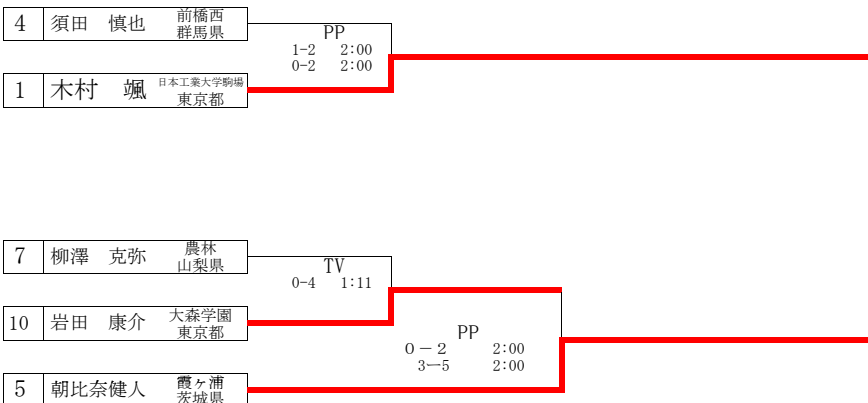 4 須田 慎也 前橋西
群馬県
PP
1-2 2:00
0-2 2:00
1 木村 颯 日本工業大学駒場
東京都
7 柳澤 克弥 農林
山梨県
TV
0-4 1:11
10 岩田 康介 大森学園
東京都
PP
0－2 2:00
3ー5 2:00
5 朝比奈健人 霞ヶ浦
茨城県